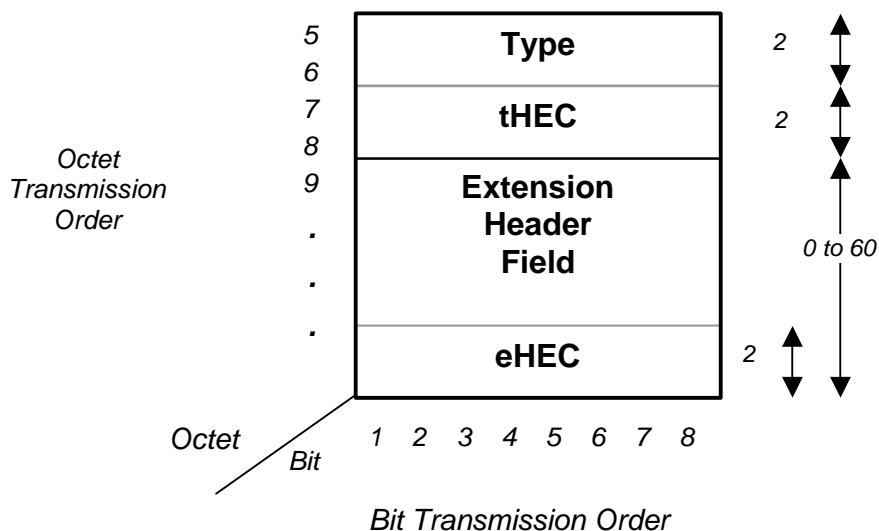 5
Type
2
6
7
tHEC
2
8
Octet
Transmission
Order
9
Extension
Header
Field
0 to 60
.
.
.
eHEC
2
Octet
Bit
1 2 3 4 5 6 7 8
Bit Transmission Order